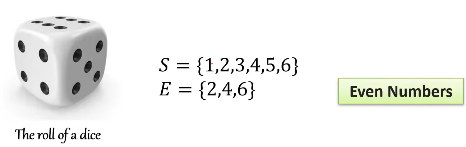 S = {1,2,3,4,5,6}
E = {2,4,6}
Even Numbers
The roll of a dice